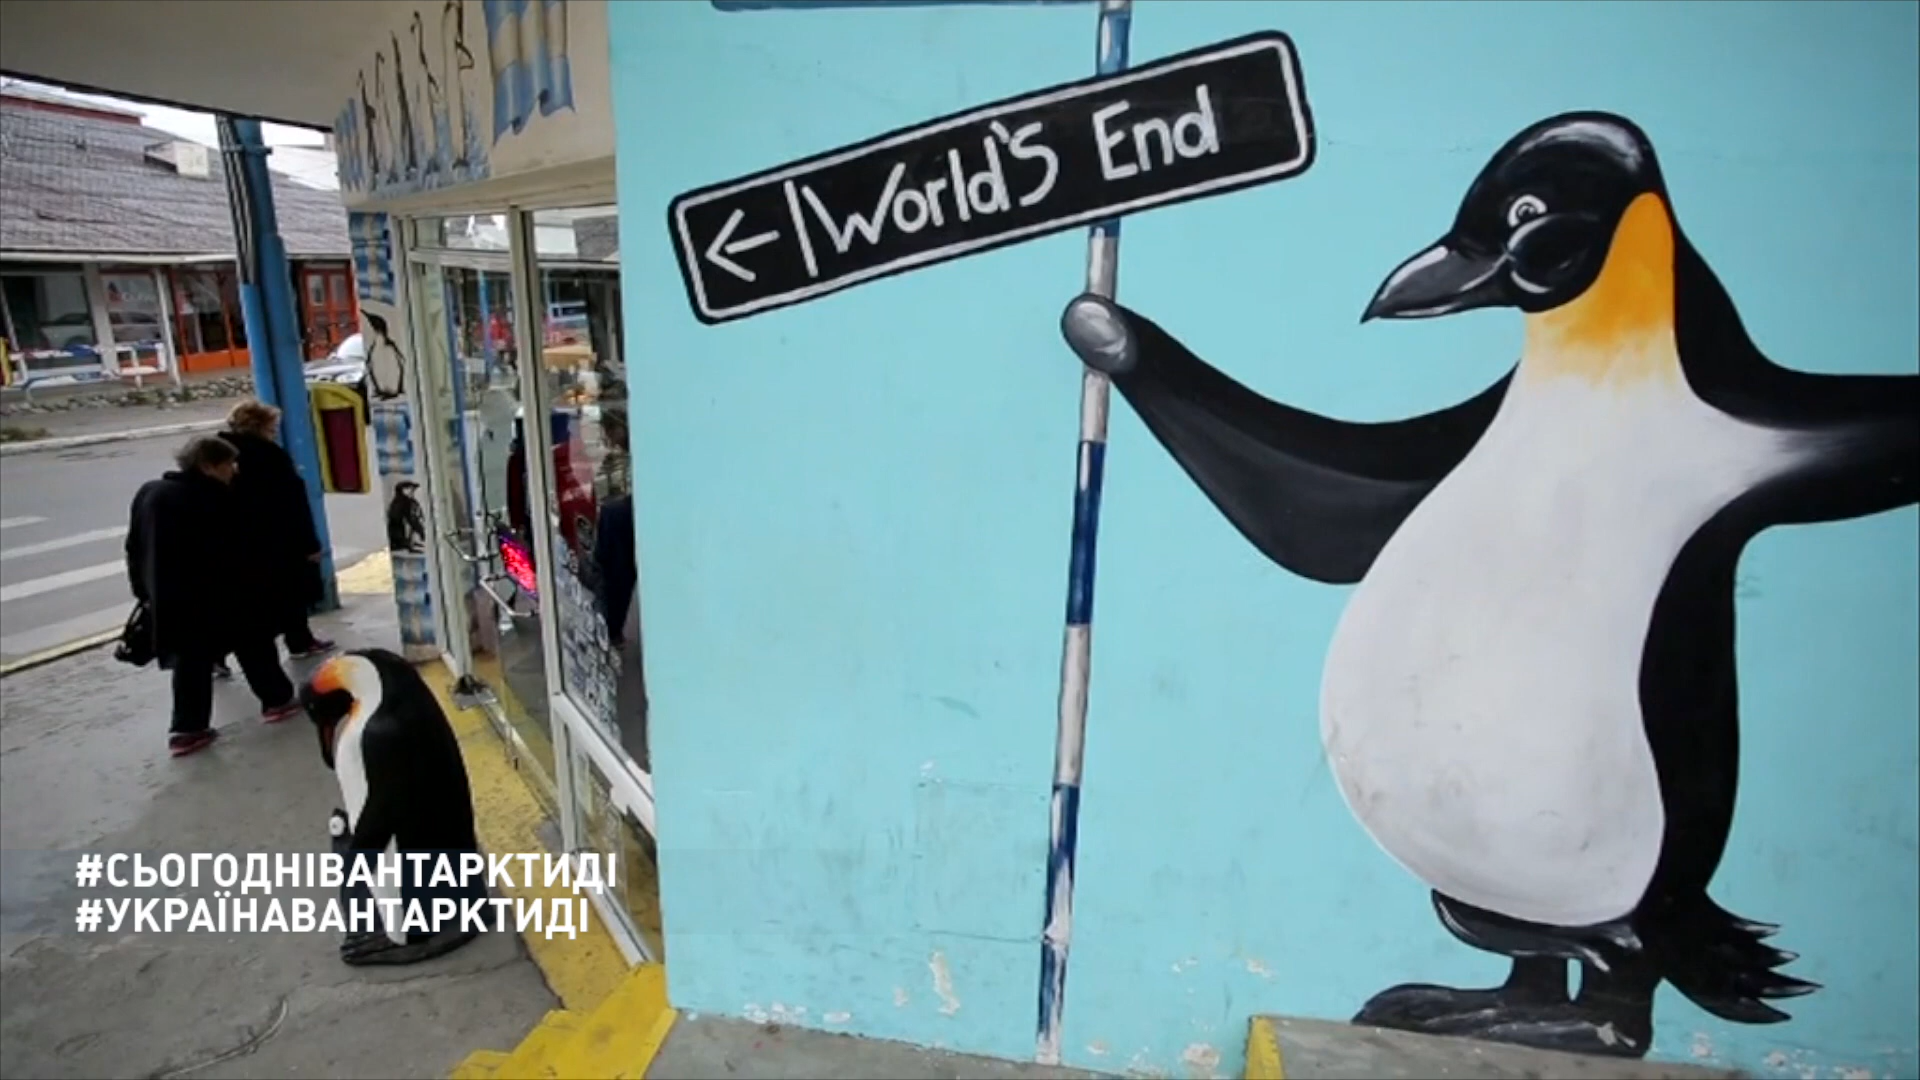 ← World's End
#СЬОГОДНІВАНТАРКТИДІ
#УКРАЇНАВАНТАРКТИДІ